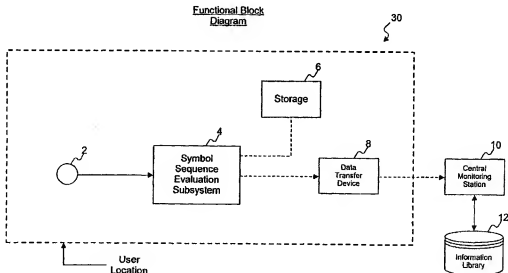 Functional Block
Diagram
30
6
Storage
4
Symbol
Sequence
Evaluation
Subsystem
2
8
Data
Transfer
Device
10
Central
Monitoring
Station
12
Information
Library
User
Location